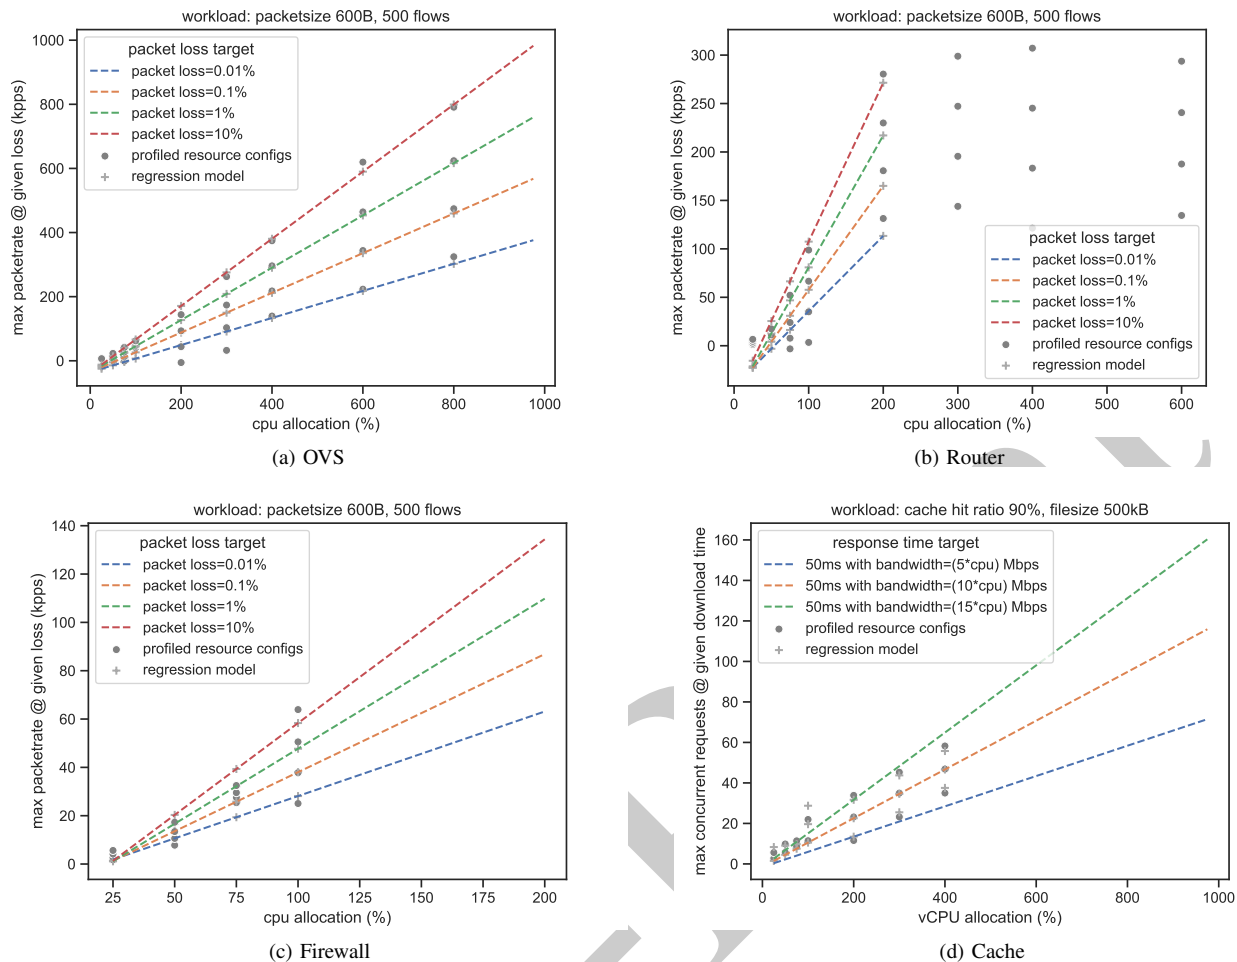 workload: packetsize 600B, 500 flows
max packetrate @ given loss (kpps)
1000
800
600
400
200
0
packet loss target
packet loss=0.01%
packet loss=0.1%
packet loss=1%
packet loss=10%
profiled resource configs
regression model
0 200 400 600 800 1000
cpu allocation (%)
(a) OVS
workload: packetsize 600B, 500 flows
max packetrate @ given loss (kpps)
300
250
200
150
100
50
0
packet loss target
packet loss=0.01%
packet loss=0.1%
packet loss=1%
packet loss=10%
profiled resource configs
regression model
0 100 200 300 400 500 600
cpu allocation (%)
(b) Router
workload: packetsize 600B, 500 flows
max packetrate @ given loss (kpps)
140
120
100
80
60
40
20
0
packet loss target
packet loss=0.01%
packet loss=0.1%
packet loss=1%
packet loss=10%
profiled resource configs
regression model
25 50 75 100 125 150 175 200
cpu allocation (%)
(c) Firewall
workload: cache hit ratio 90%, filesize 500kB
max concurrent requests @ given download time
160
140
120
100
80
60
40
20
0
response time target
50ms with bandwidth=(5*cpu) Mbps
50ms with bandwidth=(10*cpu) Mbps
50ms with bandwidth=(15*cpu) Mbps
profiled resource configs
regression model
0 200 400 600 800 1000
vCPU allocation (%)
(d) Cache